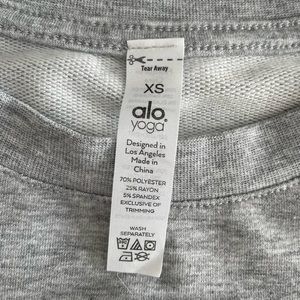 Tear Away
XS
alo
yoga
Designed in
Los Angeles
Made in
China
70% POLYESTER
25% RAYON
5% SPANDEX
EXCLUSIVE OF
TRIMMING
WASH
SEPARATELY